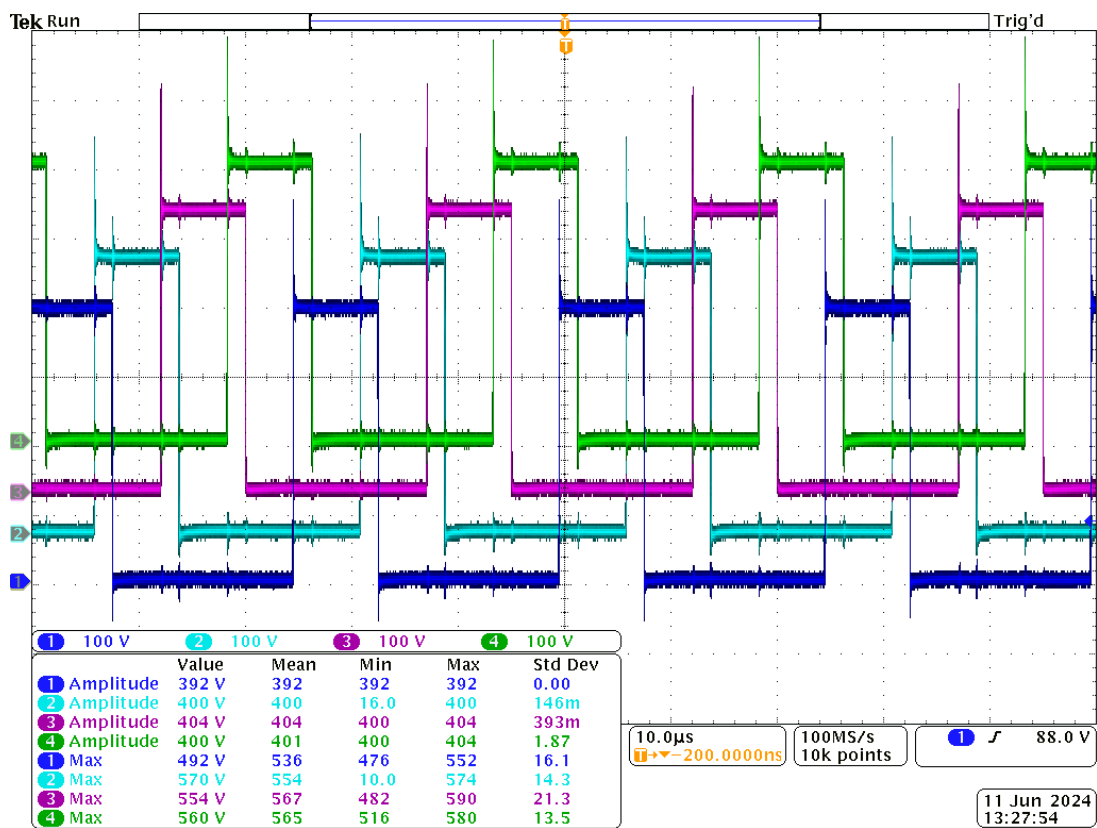 Tek Run Trig'd
T
T
4
3
2
1
1 100 V 2 100 V 3 100 V 4 100 V
Value Mean Min Max Std Dev
1 Amplitude 392 V 392 392 392 0.00
2 Amplitude 400 V 400 16.0 400 146m
3 Amplitude 404 V 404 400 404 393m
4 Amplitude 400 V 401 400 404 1.87
1 Max 492 V 536 476 552 16.1
2 Max 570 V 554 10.0 574 14.3
3 Max 554 V 567 482 590 21.3
4 Max 560 V 565 516 580 13.5
10.0µs
T→▼−200.0000ns
100MS/s
10k points
1 ∫ 88.0 V
11 Jun 2024
13:27:54